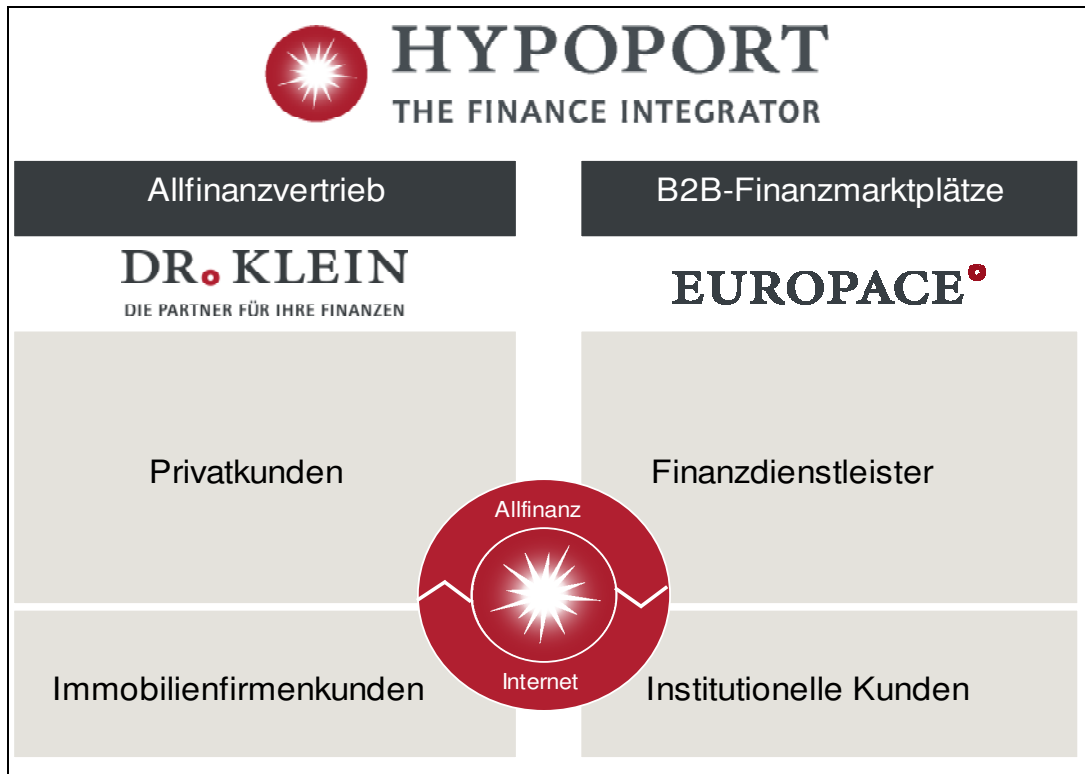 HYPOPORT
THE FINANCE INTEGRATOR
Allfinanzvertrieb
B2B-Finanzmarktplätze
DR. KLEIN
DIE PARTNER FÜR IHRE FINANZEN
EUROPACE
Privatkunden
Finanzdienstleister
Allfinanz
Internet
Immobilienfirmenkunden
Institutionelle Kunden